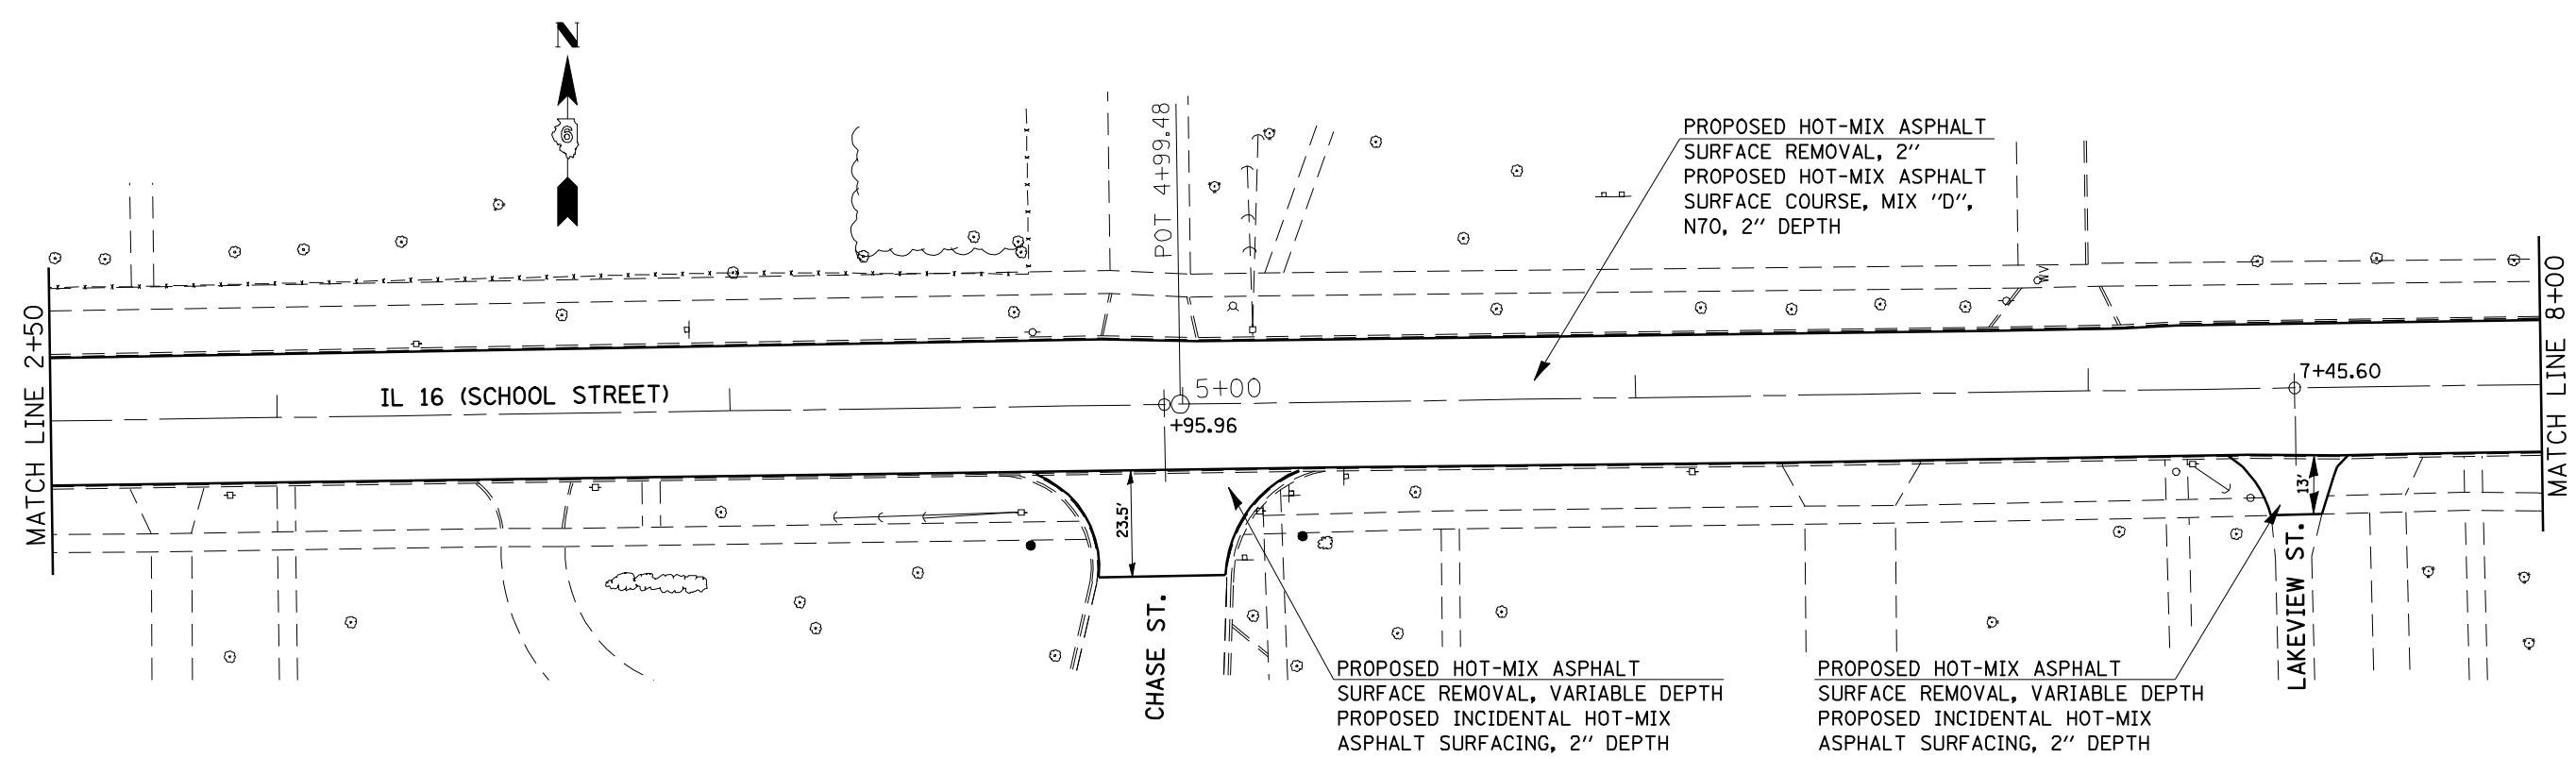 N
6
POT 4+99.48
PROPOSED HOT-MIX ASPHALT
SURFACE REMOVAL, 2"
PROPOSED HOT-MIX ASPHALT
SURFACE COURSE, MIX "D",
N70, 2" DEPTH
WV
MATCH LINE 2+50
IL 16 (SCHOOL STREET)
5+00
+95.96
7+45.60
MATCH LINE 8+00
23.5'
13'
CHASE ST.
LAKEVIEW ST.
PROPOSED HOT-MIX ASPHALT
SURFACE REMOVAL, VARIABLE DEPTH
PROPOSED INCIDENTAL HOT-MIX
ASPHALT SURFACING, 2" DEPTH
PROPOSED HOT-MIX ASPHALT
SURFACE REMOVAL, VARIABLE DEPTH
PROPOSED INCIDENTAL HOT-MIX
ASPHALT SURFACING, 2" DEPTH